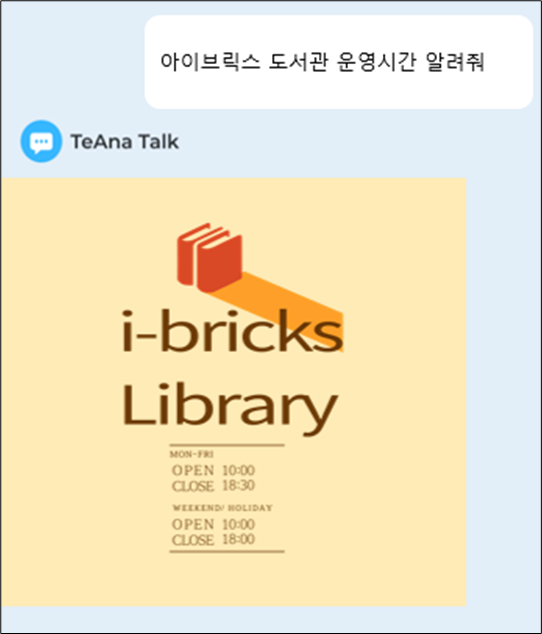 아이브릭스 도서관 운영시간 알려줘
TeAna Talk
i-bricks
Library
MON-FRI
OPEN 10:00
CLOSE 18:30
WEEKEND/ HOLIDAY
OPEN 10:00
CLOSE 18:00